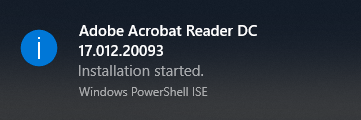 Adobe Acrobat Reader DC
17.012.20093
Installation started.
Windows PowerShell ISE